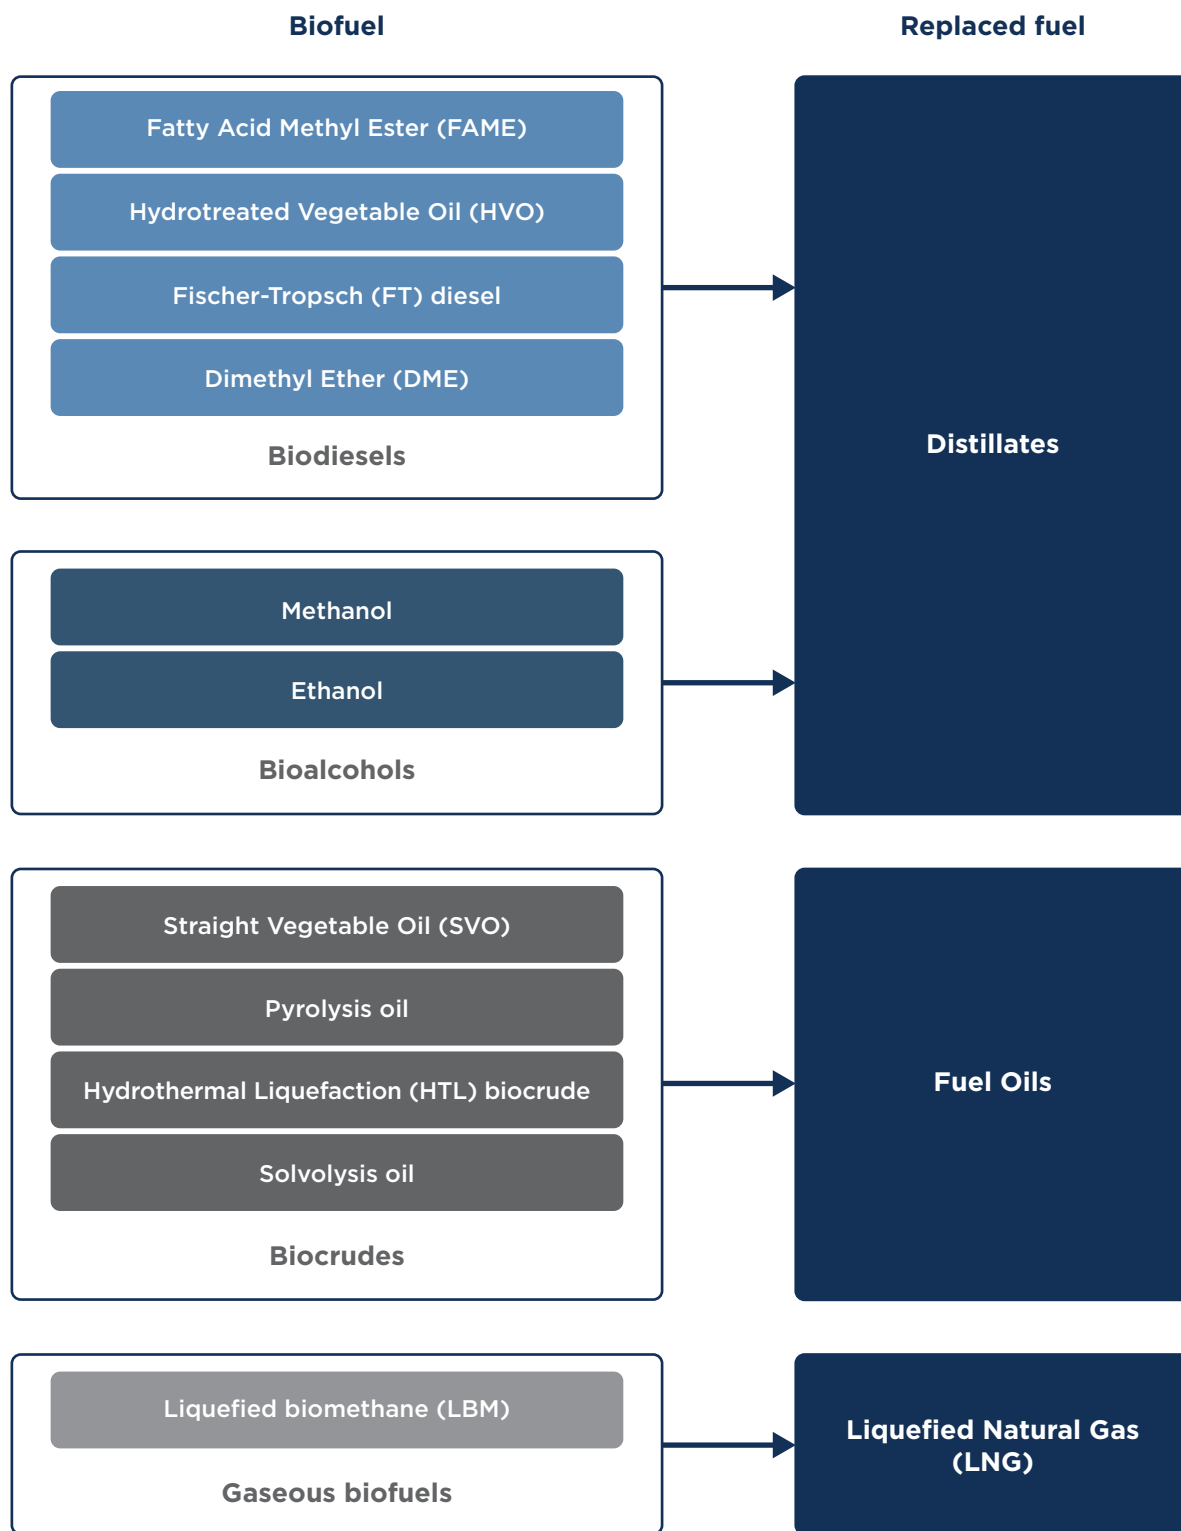 Biofuel
Replaced fuel
Fatty Acid Methyl Ester (FAME)
Hydrotreated Vegetable Oil (HVO)
Fischer-Tropsch (FT) diesel
Dimethyl Ether (DME)
Biodiesels
Distillates
Methanol
Ethanol
Bioalcohols
Straight Vegetable Oil (SVO)
Pyrolysis oil
Hydrothermal Liquefaction (HTL) biocrude
Solvolysis oil
Biocrudes
Fuel Oils
Liquefied biomethane (LBM)
Gaseous biofuels
Liquefied Natural Gas
(LNG)